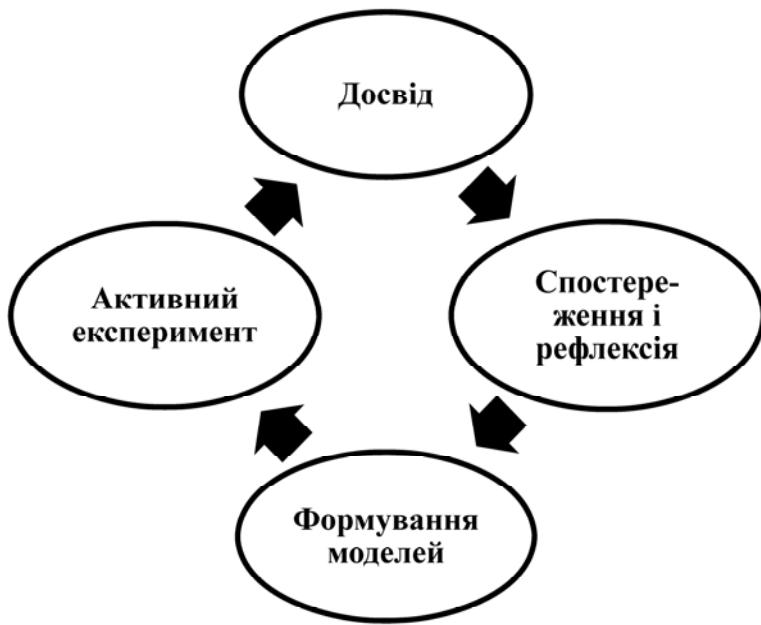 Досвід
Спостере-
ження і
рефлексія
Формування
моделей
Активний
експеримент